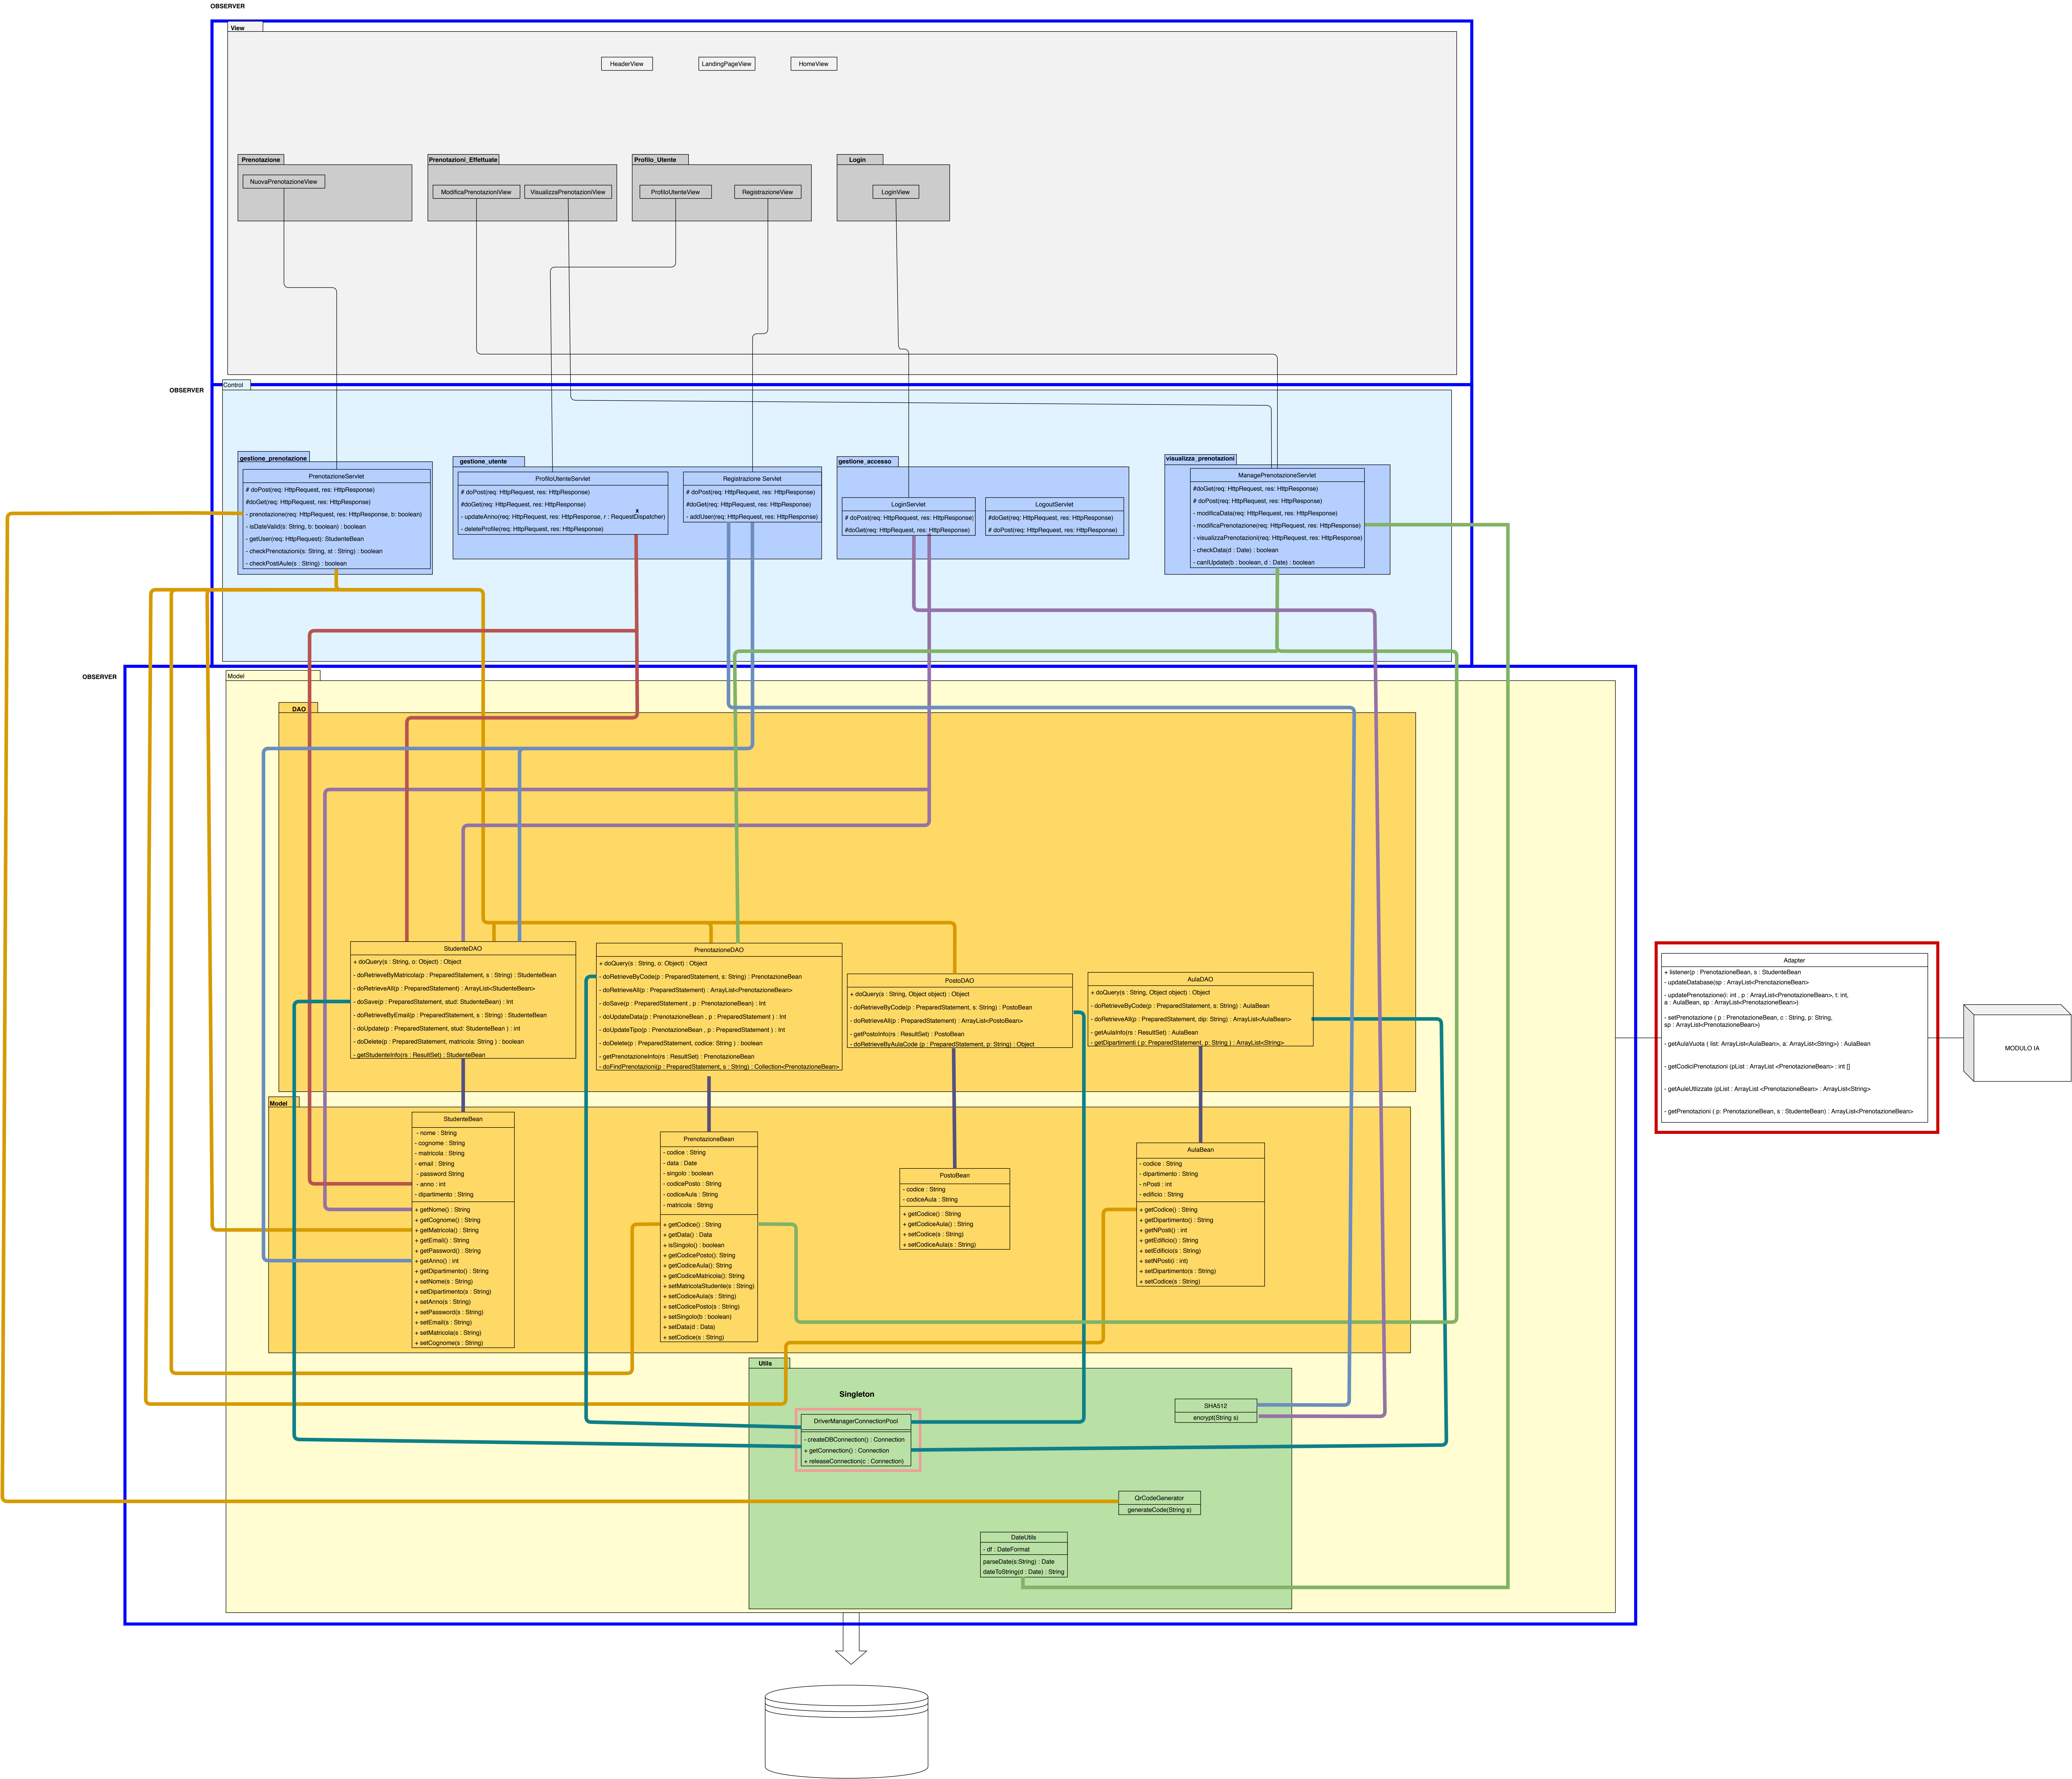 OBSERVER
View
HeaderView
LandingPageView
HomeView
Prenotazione
NuovaPrenotazioneView
Prenotazioni_Effettuate
ModificaPrenotazioniView
VisualizzaPrenotazioniView
Profilo_Utente
ProfiloUtenteView
RegistrazioneView
Login
LoginView
OBSERVER
Control
gestione_prenotazione
PrenotazioneServlet
# doPost(req: HttpRequest, res: HttpResponse)
#doGet(req: HttpRequest, res: HttpResponse)
- prenotazione(req: HttpRequest, res: HttpResponse, b: boolean)
- isDateValid(s: String, b: boolean) : boolean
- getUser(req: HttpRequest): StudenteBean
- checkPrenotazioni(s: String, st : String) : boolean
- checkPostiAule(s : String) : boolean
gestione_utente
ProfiloUtenteServlet
# doPost(req: HttpRequest, res: HttpResponse)
#doGet(req: HttpRequest, res: HttpResponse)
x
- updateAnno(req: HttpRequest, res: HttpResponse, r : RequestDispatcher)
- deleteProfile(req: HttpRequest, res: HttpResponse)
Registrazione Servlet
# doPost(req: HttpRequest, res: HttpResponse)
#doGet(req: HttpRequest, res: HttpResponse)
- addUser(req: HttpRequest, res: HttpResponse)
gestione_accesso
LoginServlet
# doPost(req: HttpRequest, res: HttpResponse)
#doGet(req: HttpRequest, res: HttpResponse)
LogoutServlet
#doGet(req: HttpRequest, res: HttpResponse)
# doPost(req: HttpRequest, res: HttpResponse)
visualizza_prenotazioni
ManagePrenotazioneServlet
#doGet(req: HttpRequest, res: HttpResponse)
# doPost(req: HttpRequest, res: HttpResponse)
- modificaData(req: HttpRequest, res: HttpResponse)
- modificaPrenotazione(req: HttpRequest, res: HttpResponse)
- visualizzaPrenotazioni(req: HttpRequest, res: HttpResponse)
- checkData(d : Date) : boolean
- canIUpdate(b : boolean, d : Date) : boolean
OBSERVER
Model
DAO
StudenteDAO
+ doQuery(s : String, o: Object) : Object
- doRetrieveByMatricola(p : PreparedStatement, s : String) : StudenteBean
- doRetrieveAll(p : PreparedStatement) : ArrayList<StudenteBean>
- doSave(p : PreparedStatement, stud: StudenteBean) : Int
- doRetrieveByEmail(p : PreparedStatement, s : String) : StudenteBean
- doUpdate(p : PreparedStatement, stud: StudenteBean ) : int
- doDelete(p : PreparedStatement, matricola: String ) : boolean
- getStudenteInfo(rs : ResultSet) : StudenteBean
PrenotazioneDAO
+ doQuery(s : String, o: Object) : Object
- doRetrieveByCode(p : PreparedStatement, s: String) : PrenotazioneBean
- doRetrieveAll(p : PreparedStatement) : ArrayList<PrenotazioneBean>
- doSave(p : PreparedStatement , p : PrenotazioneBean) : Int
- doUpdateData(p : PrenotazioneBean , p : PreparedStatement ) : Int
- doUpdateTipo(p : PrenotazioneBean , p : PreparedStatement ) : Int
- doDelete(p : PreparedStatement, codice: String ) : boolean
- getPrenotazioneInfo(rs : ResultSet) : PrenotazioneBean
- doFindPrenotazioni(p : PreparedStatement, s : String) : Collection<PrenotazioneBean>
PostoDAO
+ doQuery(s : String, Object object) : Object
- doRetrieveByCode(p : PreparedStatement, s: String) : PostoBean
- doRetrieveAll(p : PreparedStatement) : ArrayList<PostoBean>
- getPostoInfo(rs : ResultSet) : PostoBean
- doRetrieveByAulaCode (p : PreparedStatement, p: String) : Object
AulaDAO
+ doQuery(s : String, Object object) : Object
- doRetrieveByCode(p : PreparedStatement, s: String) : AulaBean
- doRetrieveAll(p : PreparedStatement, dip: String) : ArrayList<AulaBean>
- getAulaInfo(rs : ResultSet) : AulaBean
- getDipartimenti ( p: PreparedStatement, p: String ) : ArrayList<String>
Adapter
+ listener(p : PrenotazioneBean, s : StudenteBean
- updateDatabase(sp : ArrayList<PrenotazioneBean>
- updatePrenotazione(i: int , p : ArrayList<PrenotazioneBean>, t: int,
a : AulaBean, sp : ArrayList<PrenotazioneBean>)
- setPrenotazione ( p : PrenotazioneBean, c : String, p: String,
sp : ArrayList<PrenotazioneBean>)
- getAulaVuota ( list: ArrayList<AulaBean>, a: ArrayList<String>) : AulaBean
- getCodiciPrenotazioni (pList : ArrayList <PrenotazioneBean> : int []
- getAuleUtlizzate (pList : ArrayList <PrenotazioneBean> : ArrayList<String>
- getPrenotazioni ( p: PrenotazioneBean, s : StudenteBean) : ArrayList<PrenotazioneBean>
MODULO IA
Model
StudenteBean
- nome : String
- cognome : String
- matricola : String
- email : String
- password String
- anno : int
- dipartimento : String
+ getNome() : String
+ getCognome() : String
+ getMatricola() : String
+ getEmail() : String
+ getPassword() : String
+ getAnno() : int
+ getDipartimento() : String
+ setNome(s : String)
+ setDipartimento(s : String)
+ setAnno(s : String)
+ setPassword(s : String)
+ setEmail(s : String)
+ setMatricola(s : String)
+ setCognome(s : String)
PrenotazioneBean
- codice : String
- data : Date
- singolo : boolean
- codicePosto : String
- codiceAula : String
- matricola : String
+ getCodice() : String
+ getData() : Data
+ isSingolo() : boolean
+ getCodicePosto(): String
+ getCodiceAula(): String
+ getCodiceMatricola(): String
+ setMatricolaStudente(s : String)
+ setCodiceAula(s : String)
+ setCodicePosto(s : String)
+ setSingolo(b : boolean)
+ setData(d : Data)
+ setCodice(s : String)
PostoBean
- codice : String
- codiceAula : String
+ getCodice() : String
+ getCodiceAula() : String
+ setCodice(s : String)
+ setCodiceAula(s : String)
AulaBean
- codice : String
- dipartimento : String
- nPosti : int
- edificio : String
+ getCodice() : String
+ getDipartimento() : String
+ getNPosti() : int
+ getEdificio() : String
+ setEdificio(s : String)
+ setNPosti(i : int)
+ setDipartimento(s : String)
+ setCodice(s : String)
Utils
Singleton
DriverManagerConnectionPool
- createDBConnection() : Connection
+ getConnection() : Connection
+ releaseConnection(c : Connection)
SHA512
encrypt(String s)
QrCodeGenerator
generateCode(String s)
DateUtils
- df : DateFormat
parseDate(s:String) : Date
dateToString(d : Date) : String